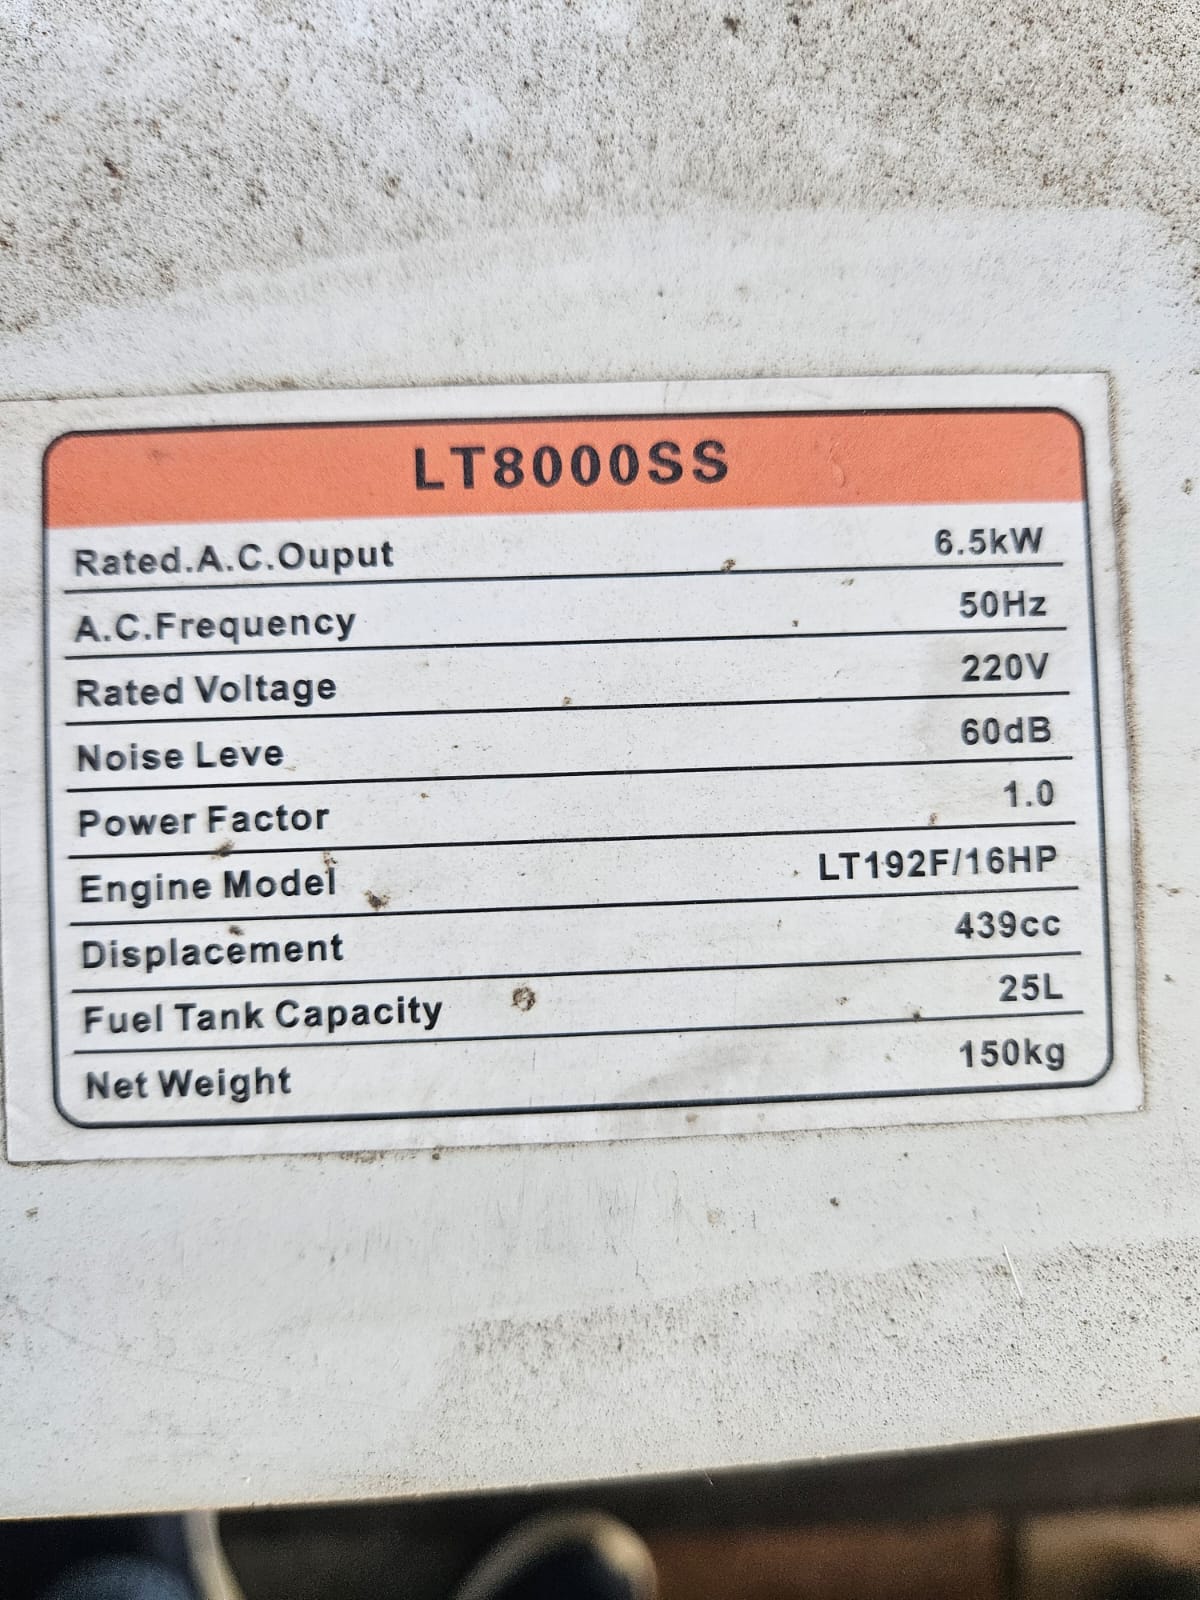 LT8000SS
Rated.A.C.Ouput 6.5kW
A.C.Frequency 50Hz
Rated Voltage 220V
Noise Leve 60dB
Power Factor 1.0
Engine Model LT192F/16HP
Displacement 439cc
Fuel Tank Capacity 25L
Net Weight 150kg